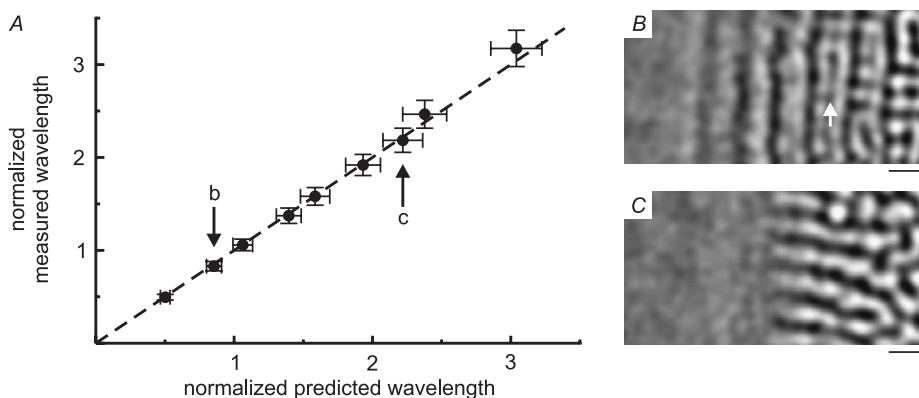 A
3
2
1
normalized
measured wavelength
b
c
1
2
3
normalized predicted wavelength
B
C